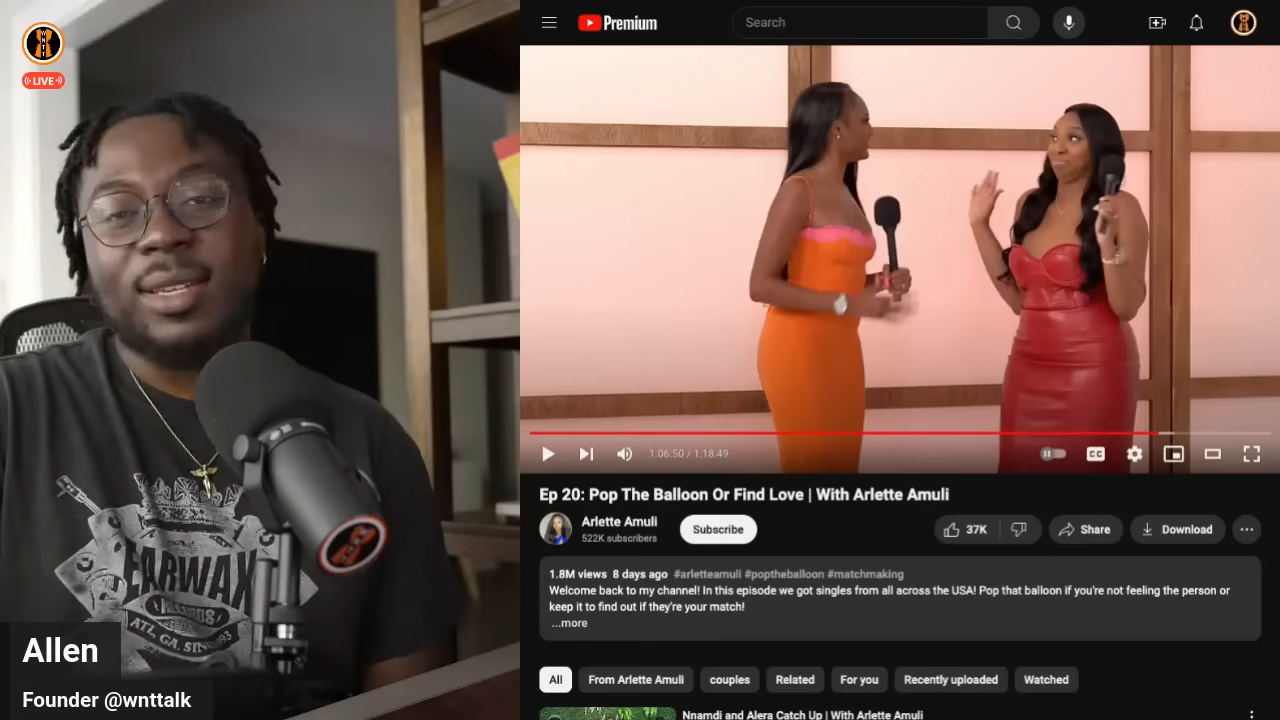 WNTT
LIVE
EARWAX
RECORDS
ATL, GA. SINCE 1993
Allen
Founder @wnttalk
Premium
Search
1:06:50 / 1:18:49
CC
Ep 20: Pop The Balloon Or Find Love | With Arlette Amuli
Arlette Amuli
522K subscribers
Subscribe
37K
Share
Download
1.8M views 8 days ago #arletteamuli #poptheballoon #matchmaking
Welcome back to my channel! In this episode we got singles from all across the USA! Pop that balloon if you're not feeling the person or
keep it to find out if they're your match!
...more
All
From Arlette Amuli
couples
Related
For you
Recently uploaded
Watched
Nnamdi and Alera Catch Up | With Arlette Amuli